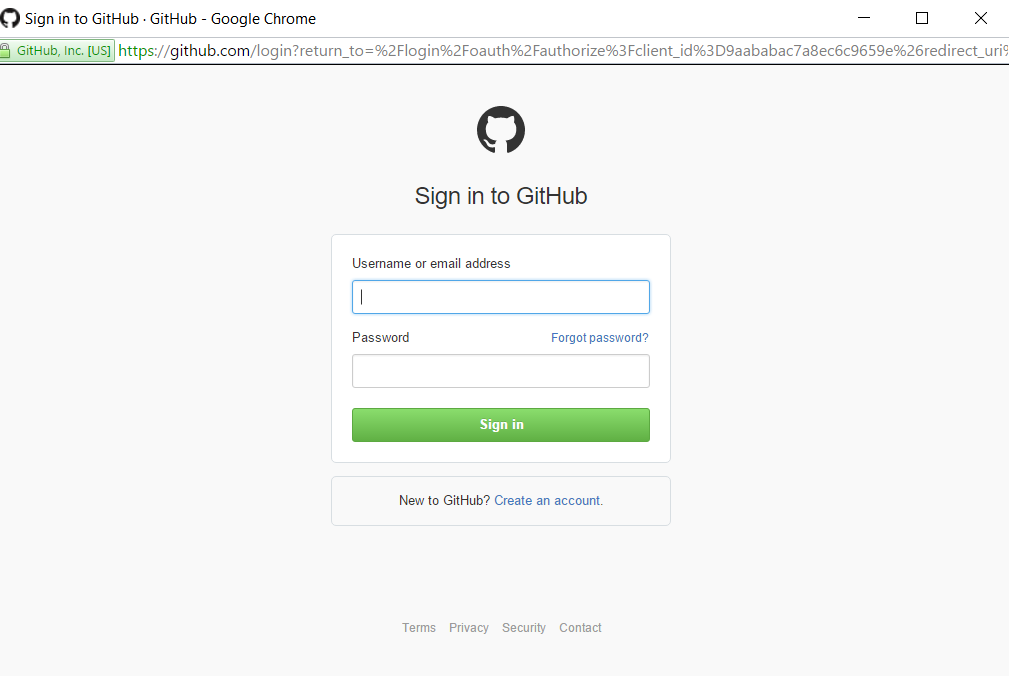 Sign in to GitHub · GitHub - Google Chrome
GitHub, Inc. [US] https://github.com/login?return_to=%2Flogin%2Foauth%2Fauthorize%3Fclient_id%3D9aababac7a8ec6c9659e%26redirect_uri%
Sign in to GitHub
Username or email address
Password Forgot password?
Sign in
New to GitHub? Create an account.
Terms Privacy Security Contact